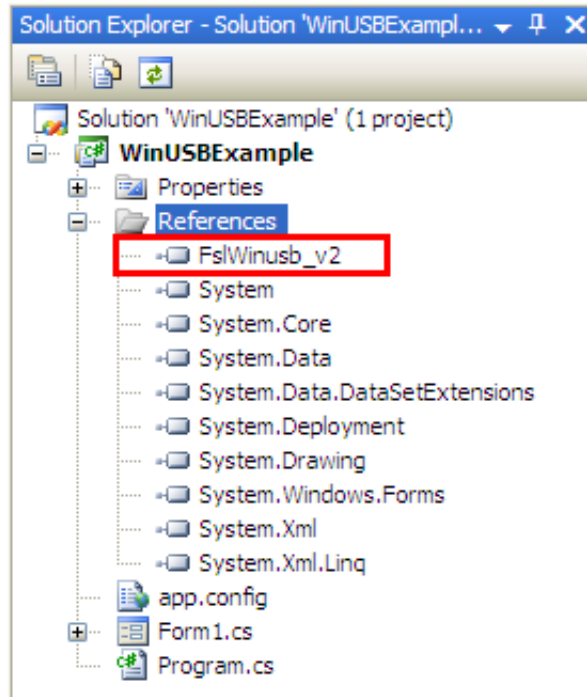 Solution Explorer - Solution 'WinUSBExampl...
Solution 'WinUSBExample' (1 project)
WinUSBExample
Properties
References
FslWinusb_v2
System
System.Core
System.Data
System.Data.DataSetExtensions
System.Deployment
System.Drawing
System.Windows.Forms
System.Xml
System.Xml.Linq
app.config
Form1.cs
Program.cs